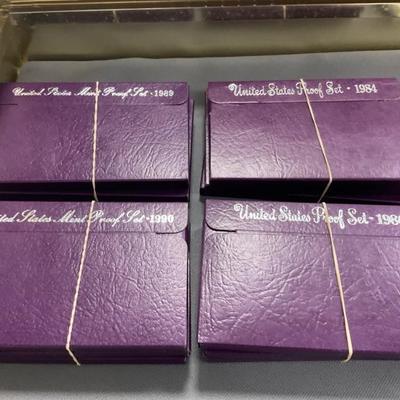 United States Mint Proof Set · 1989
United States Proof Set · 1984
United States Mint Proof Set · 1990
United States Proof Set ·